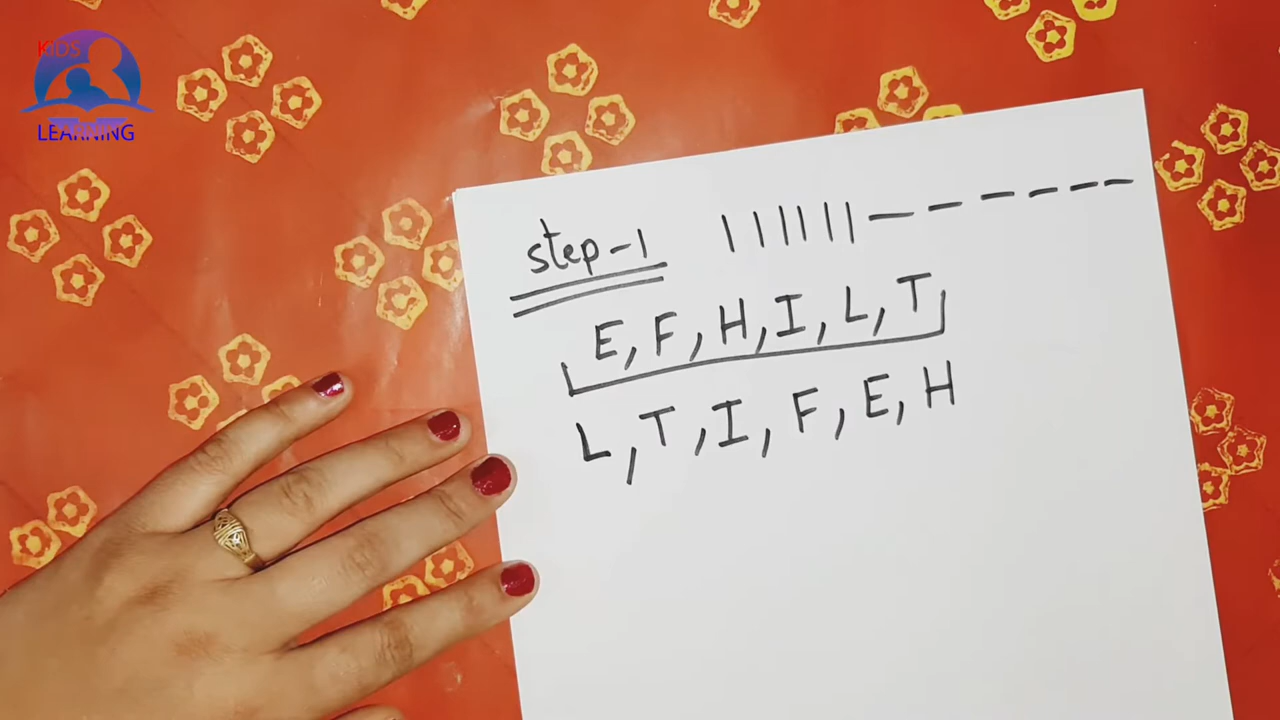 KIDS
LEARNING
step-1 | | | | | | — — — — — —
E, F, H, I, L, T
L, T, I, F, E, H